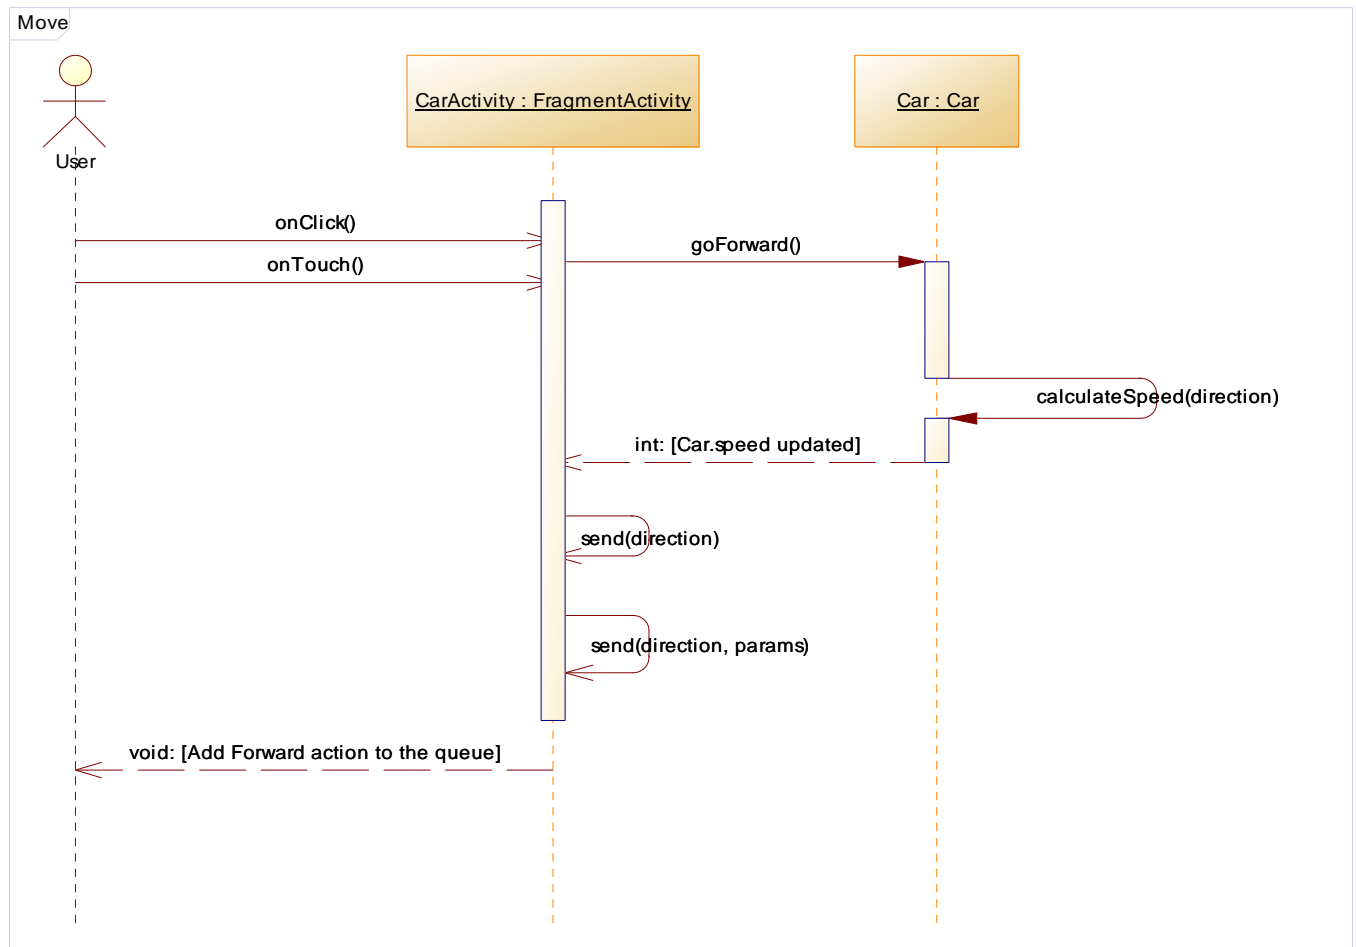 Move
User
CarActivity : FragmentActivity
Car : Car
onClick()
goForward()
onTouch()
calculateSpeed(direction)
int: [Car.speed updated]
send(direction)
send(direction, params)
void: [Add Forward action to the queue]